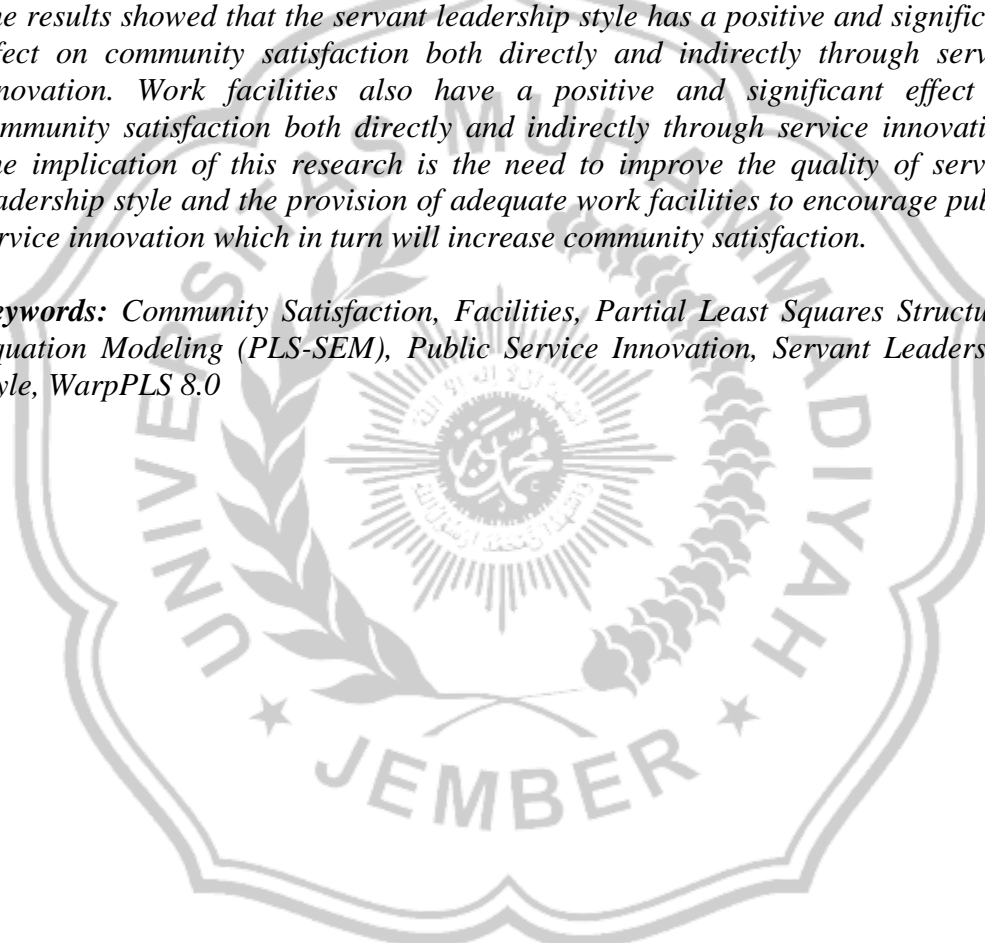 he results showed that the servant leadership style has a positive and signific
ffect on community satisfaction both directly and indirectly through serv
novation. Work facilities also have a positive and significant effect
ommunity satisfaction both directly and indirectly through service innovati
he implication of this research is the need to improve the quality of serv
adership style and the provision of adequate work facilities to encourage pub
rvice innovation which in turn will increase community satisfaction.
eywords: Community Satisfaction, Facilities, Partial Least Squares Structu
quation Modeling (PLS-SEM), Public Service Innovation, Servant Leaders
yle, WarpPLS 8.0
UNIVERSITAS MUHAMMADIYAH
JEMBER